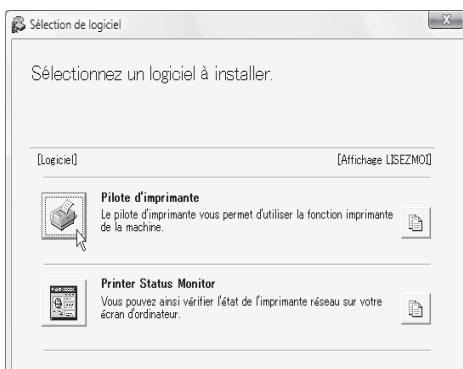 Sélection de logiciel
Sélectionnez un logiciel à installer.
[Logiciel] [Affichage LISEZMOI]
Pilote d'imprimante
Le pilote d'imprimante vous permet d'utiliser la fonction imprimante
de la machine.
Printer Status Monitor
Vous pouvez ainsi vérifier l'état de l'imprimante réseau sur votre
écran d'ordinateur.